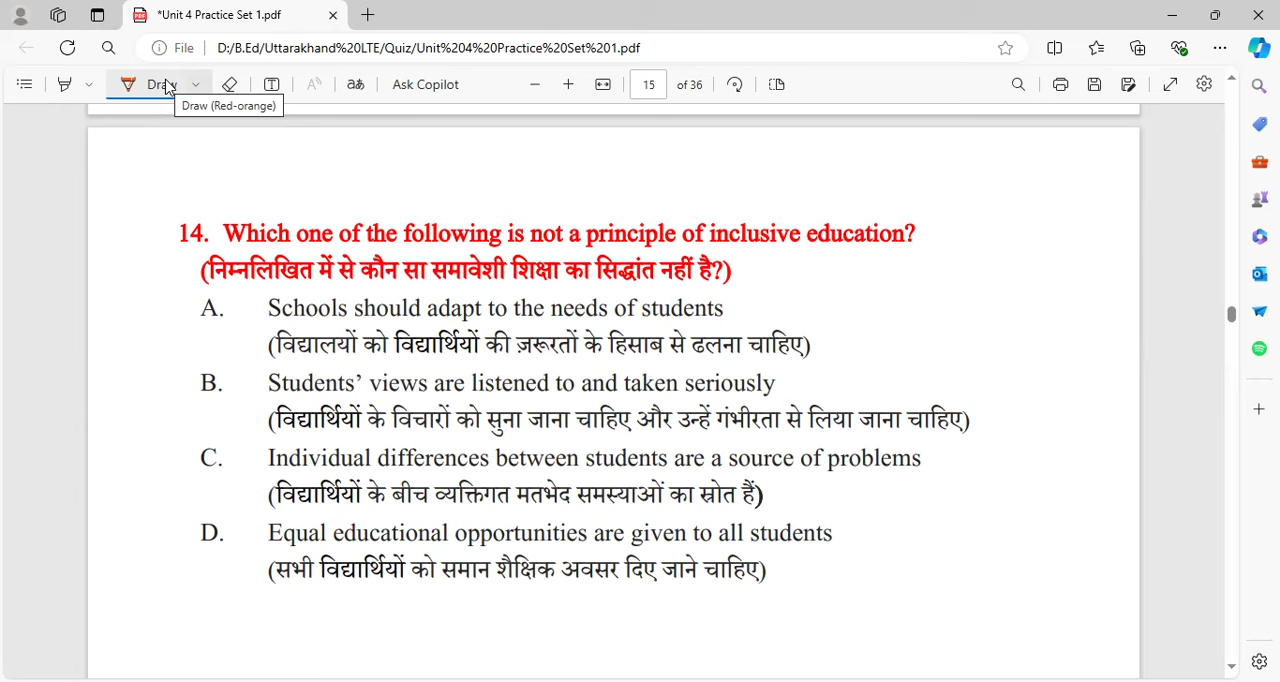 *Unit 4 Practice Set 1.pdf
File
D:/B.Ed/Uttarakhand%20LTE/Quiz/Unit%204%20Practice%20Set%201.pdf
Draw
aあ
Ask Copilot
15
of 36
Draw (Red-orange)
14. Which one of the following is not a principle of inclusive education?
(निम्नलिखित में से कौन सा समावेशी शिक्षा का सिद्धांत नहीं है?)
A. Schools should adapt to the needs of students
(विद्यालयों को विद्यार्थियों की ज़रूरतों के हिसाब से ढलना चाहिए)
B. Students’ views are listened to and taken seriously
(विद्यार्थियों के विचारों को सुना जाना चाहिए और उन्हें गंभीरता से लिया जाना चाहिए)
C. Individual differences between students are a source of problems
(विद्यार्थियों के बीच व्यक्तिगत मतभेद समस्याओं का स्रोत हैं)
D. Equal educational opportunities are given to all students
(सभी विद्यार्थियों को समान शैक्षिक अवसर दिए जाने चाहिए)